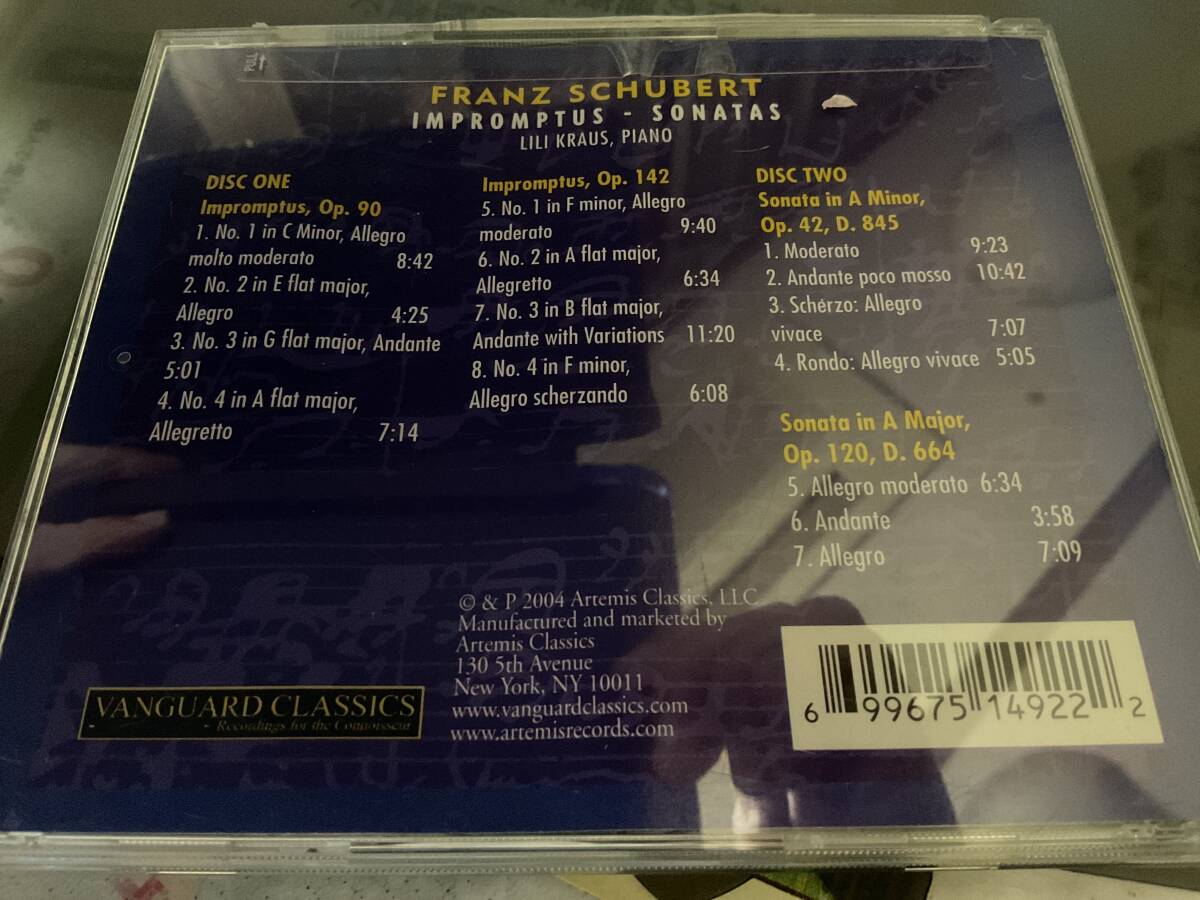 PULL
FRANZ SCHUBERT
IMPROMPTUS - SONATAS
LILI KRAUS, PIANO
DISC ONE
Impromptus, Op. 90
1. No. 1 in C Minor, Allegro
molto moderato 8:42
2. No. 2 in E flat major,
Allegro 4:25
3. No. 3 in G flat major, Andante
5:01
4. No. 4 in A flat major,
Allegretto 7:14
Impromptus, Op. 142
5. No. 1 in F minor, Allegro
moderato 9:40
6. No. 2 in A flat major,
Allegretto 6:34
7. No. 3 in B flat major,
Andante with Variations 11:20
8. No. 4 in F minor,
Allegro scherzando 6:08
DISC TWO
Sonata in A Minor,
Op. 42, D. 845
1. Moderato 9:23
2. Andante poco mosso 10:42
3. Scherzo: Allegro
vivace 7:07
4. Rondo: Allegro vivace 5:05
Sonata in A Major,
Op. 120, D. 664
5. Allegro moderato 6:34
6. Andante 3:58
7. Allegro 7:09
© & P 2004 Artemis Classics, LLC
Manufactured and marketed by
Artemis Classics
130 5th Avenue
New York, NY 10011
www.vanguardclassics.com
www.artemisrecords.com
VANGUARD CLASSICS
- Recordings for the Connoisseur
6 99675 14922 2